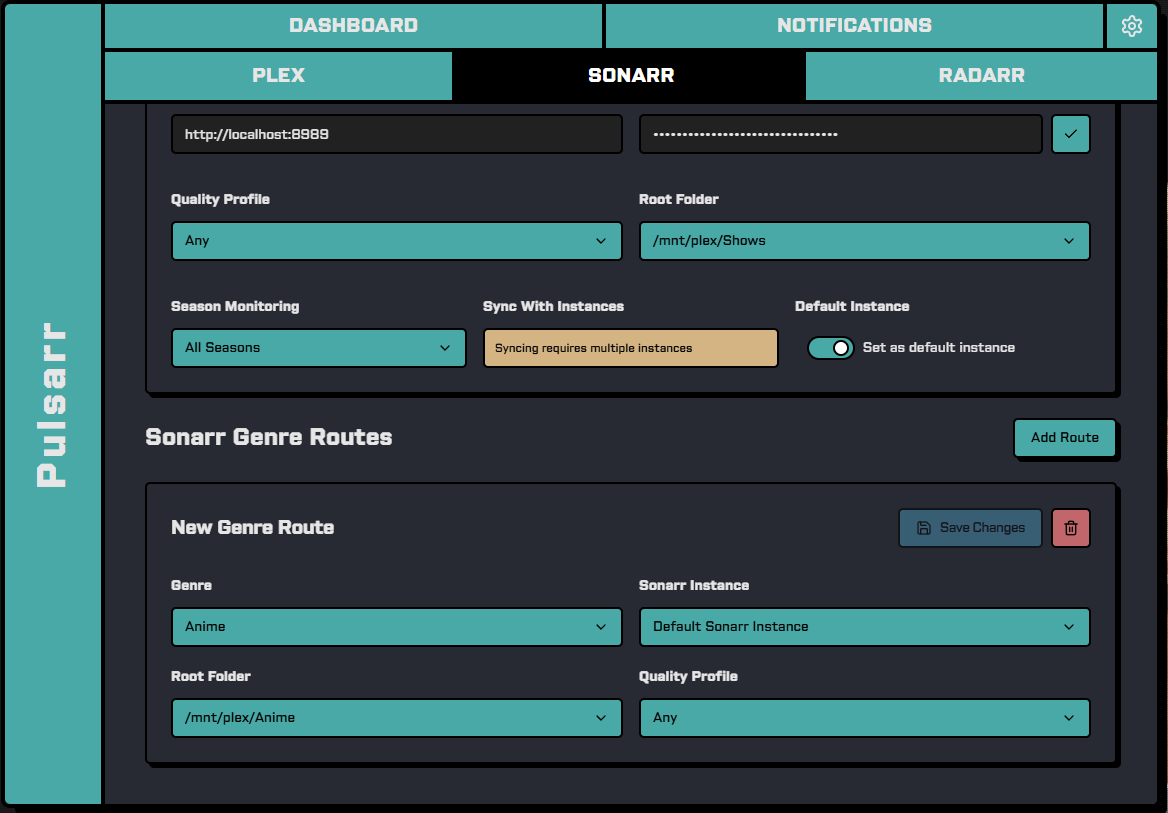 Pulsarr
DASHBOARD
NOTIFICATIONS
PLEX
SONARR
RADARR
http://localhost:8989
••••••••••••••••••••••••••••••••
Quality Profile
Root Folder
Any
/mnt/plex/Shows
Season Monitoring
Sync With Instances
Default Instance
All Seasons
Syncing requires multiple instances
Set as default instance
Sonarr Genre Routes
Add Route
New Genre Route
Save Changes
Genre
Sonarr Instance
Anime
Default Sonarr Instance
Root Folder
Quality Profile
/mnt/plex/Anime
Any